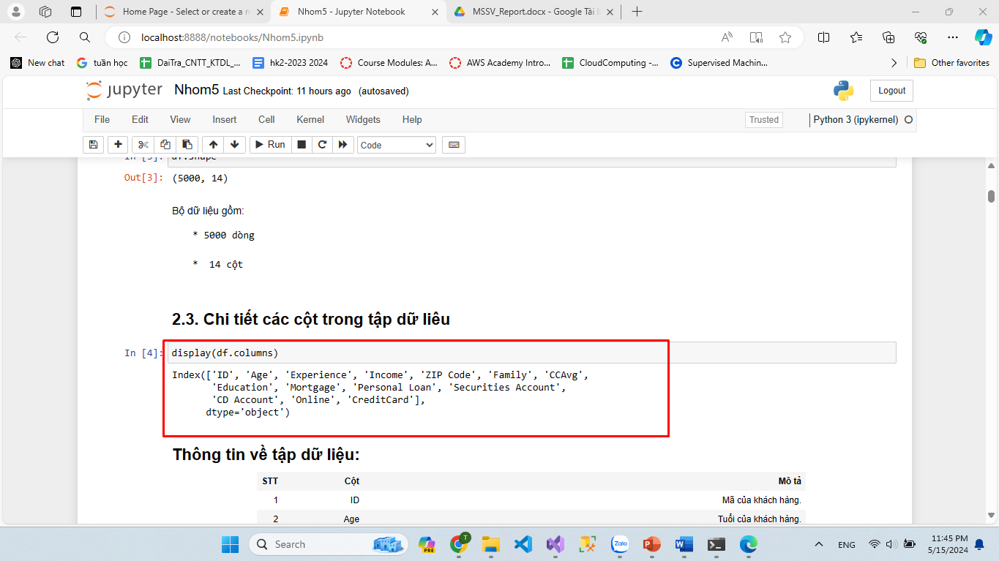 Home Page - Select or create a n
Nhom5 - Jupyter Notebook
MSSV_Report.docx - Google Tài l
localhost:8888/notebooks/Nhom5.ipynb
New chat
tuần học
DaiTra_CNTT_KTDL_...
hk2-2023 2024
Course Modules: A...
AWS Academy Intro...
CloudComputing -...
Supervised Machin...
Other favorites
jupyter Nhom5 Last Checkpoint: 11 hours ago (autosaved)
Logout
File Edit View Insert Cell Kernel Widgets Help
Trusted
Python 3 (ipykernel)
Run
Code
df.shape
Out[3]: (5000, 14)
Bộ dữ liệu gồm:
* 5000 dòng
* 14 cột
2.3. Chi tiết các cột trong tập dữ liêu
In [4]: display(df.columns)
Index(['ID', 'Age', 'Experience', 'Income', 'ZIP Code', 'Family', 'CCAvg',
'Education', 'Mortgage', 'Personal Loan', 'Securities Account',
'CD Account', 'Online', 'CreditCard'],
dtype='object')
Thông tin về tập dữ liệu:
STT Cột Mô tả
1 ID Mã của khách hàng.
2 Age Tuổi của khách hàng.
Search
PRE
T
Zalo
ENG
11:45 PM
5/15/2024